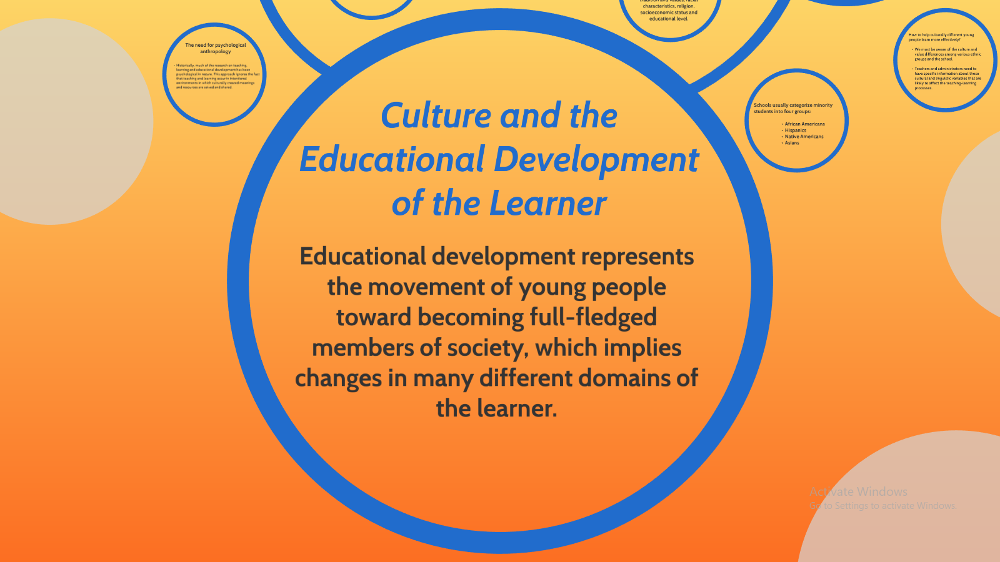 tradition and values, racial
characteristics, religion,
socioeconomic status and
educational level.
The need for psychological
anthropology
• Historically, much of the research on teaching,
learning and educational development has been
psychological in nature. This approach ignores the fact
that teaching and learning occur in intentional
environments in which culturally created meanings
and resources are seived and shared.
Culture and the
Educational Development
of the Learner
Educational development represents
the movement of young people
toward becoming full-fledged
members of society, which implies
changes in many different domains of
the learner.
Schools usually categorize minority
students into four groups:
• African Americans
• Hispanics
• Native Americans
• Asians
How to help culturally different young
people learn more effectively?
• We must be aware of the culture and
value differences among various ethnic
groups and the school.
• Teachers and administrators need to
have specific information about those
cultural and linguistic variables that are
likely to affect the teaching-learning
processes.
Activate Windows
Go to Settings to activate Windows.